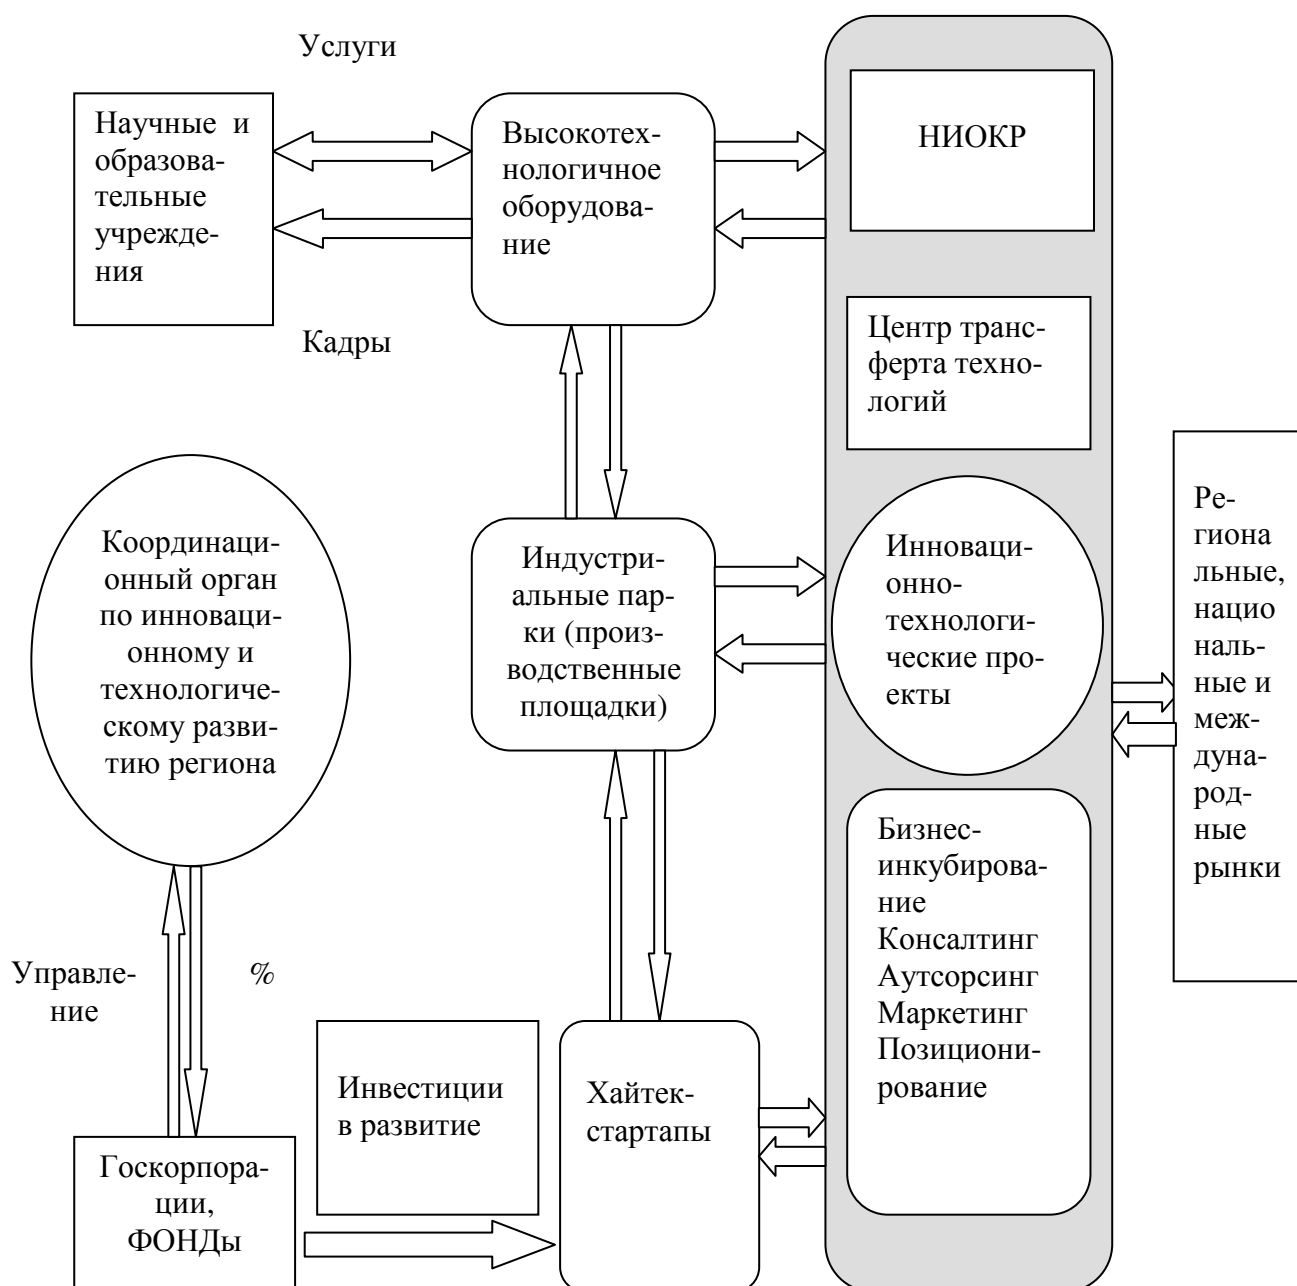 Услуги
Научные и
образова-
тельные
учрежде-
ния
Высокотех-
нологичное
оборудова-
ние
НИОКР
Кадры
Центр транс-
ферта техно-
логий
Координаци-
онный орган
по инноваци-
онному и
технологиче-
скому разви-
тию региона
Индустри-
альные пар-
ки (произ-
водственные
площадки)
Инноваци-
онно-
технологи-
ческие про-
екты
Ре-
гиона
льные,
нацио
наль-
ные и
меж-
дуна-
род-
ные
рынки
Бизнес-
инкубирова-
ние
Консалтинг
Аутсорсинг
Маркетинг
Позициони-
рование
Управле-
ние
%
Инвестиции
в развитие
Хайтек-
стартапы
Госкорпора-
ции,
ФОНДы